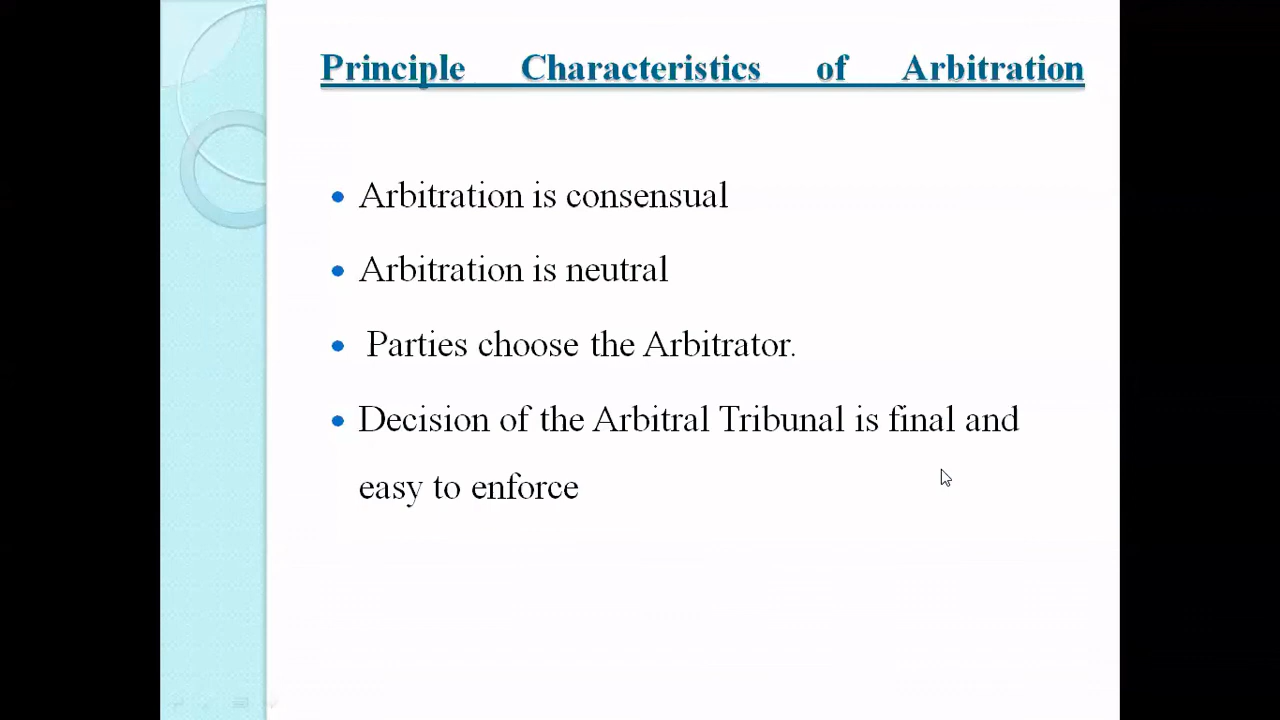 Principle Characteristics of Arbitration
• Arbitration is consensual
• Arbitration is neutral
• Parties choose the Arbitrator.
• Decision of the Arbitral Tribunal is final and
easy to enforce